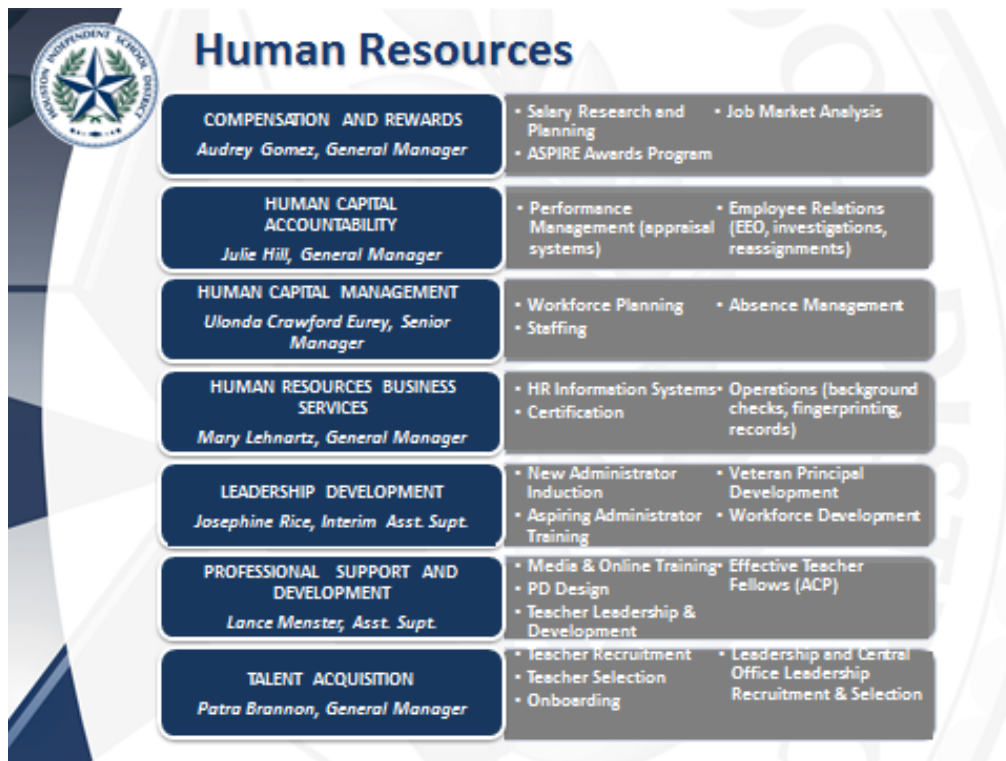 HOUSTON INDEPENDENT SCHOOL DISTRICT
Human Resources
COMPENSATION AND REWARDS
Audrey Gomez, General Manager
• Salary Research and
Planning
• ASPIRE Awards Program
• Job Market Analysis
HUMAN CAPITAL
ACCOUNTABILITY
Julie Hill, General Manager
• Performance
Management (appraisal
systems)
• Employee Relations
(EEO, investigations,
reassignments)
HUMAN CAPITAL MANAGEMENT
Ulonda Crawford Eurey, Senior
Manager
• Workforce Planning
• Staffing
• Absence Management
HUMAN RESOURCES BUSINESS
SERVICES
Mary Lehnartz, General Manager
• HR Information Systems
• Certification
• Operations (background
checks, fingerprinting,
records)
LEADERSHIP DEVELOPMENT
Josephine Rice, Interim Asst. Supt.
• New Administrator
Induction
• Aspiring Administrator
Training
• Veteran Principal
Development
• Workforce Development
PROFESSIONAL SUPPORT AND
DEVELOPMENT
Lance Menster, Asst. Supt.
• Media & Online Training
• PD Design
• Teacher Leadership &
Development
• Effective Teacher
Fellows (ACP)
TALENT ACQUISITION
Patra Brannon, General Manager
• Teacher Recruitment
• Teacher Selection
• Onboarding
• Leadership and Central
Office Leadership
Recruitment & Selection